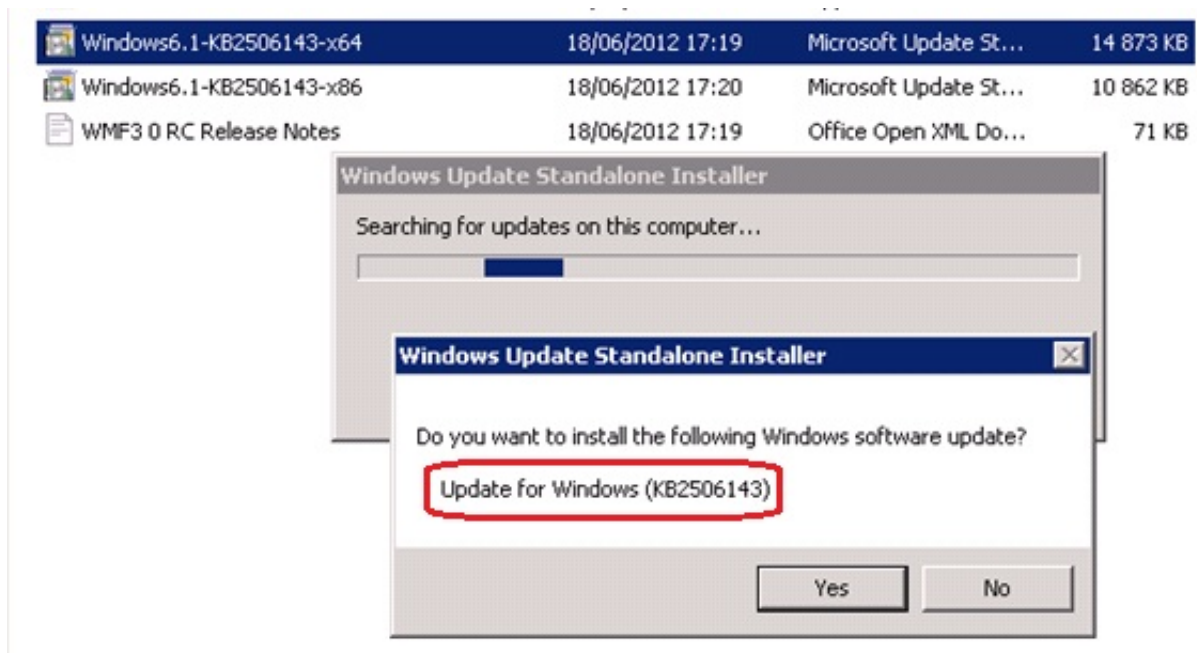 Windows6.1-KB2506143-x64 18/06/2012 17:19 Microsoft Update St... 14 873 KB
Windows6.1-KB2506143-x86 18/06/2012 17:20 Microsoft Update St... 10 862 KB
WMF3 0 RC Release Notes 18/06/2012 17:19 Office Open XML Do... 71 KB
Windows Update Standalone Installer
Searching for updates on this computer...
Windows Update Standalone Installer
Do you want to install the following Windows software update?
Update for Windows (KB2506143)
Yes No